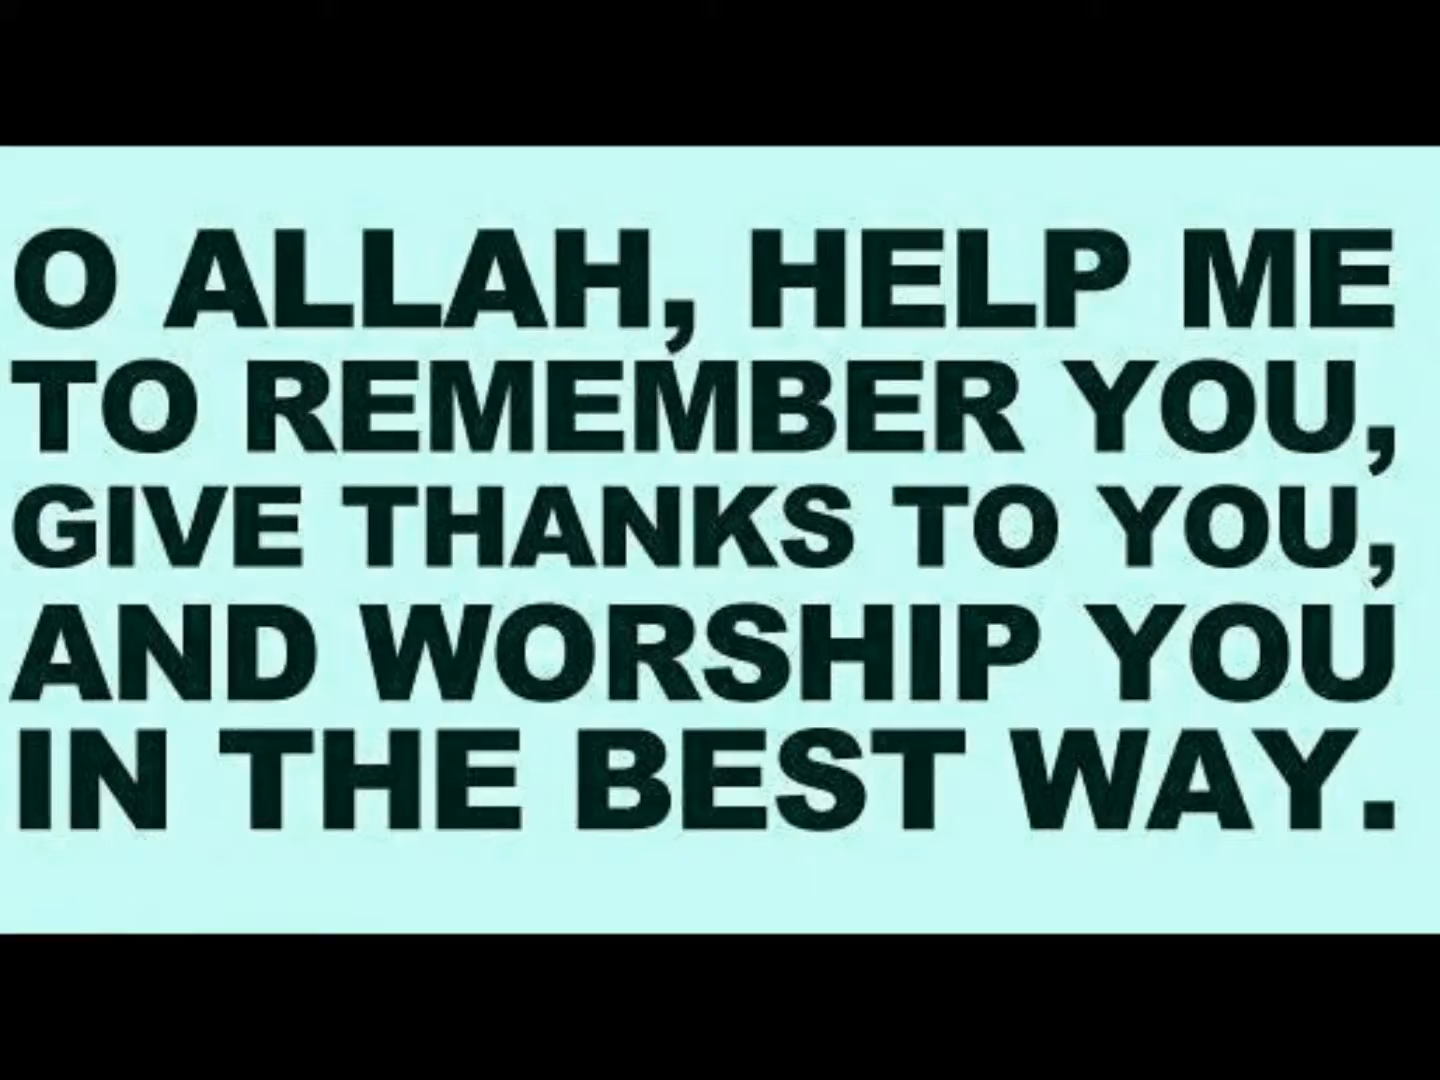 O ALLAH, HELP ME
TO REMEMBER YOU,
GIVE THANKS TO YOU,
AND WORSHIP YOU
IN THE BEST WAY.